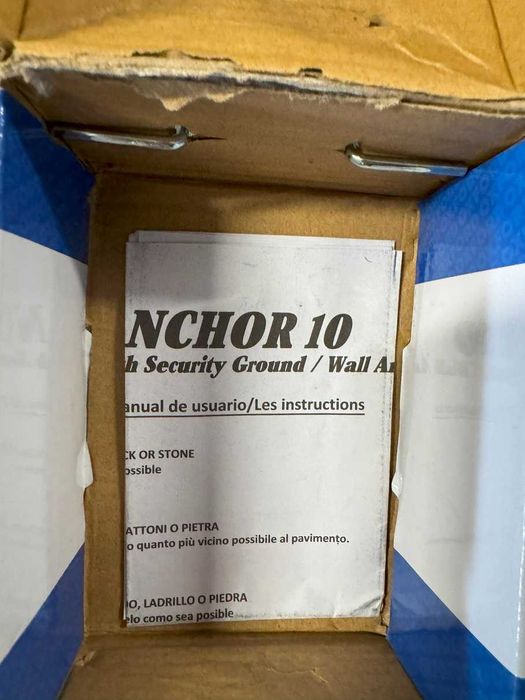 NCHOR 10
h Security Ground / Wall A
anual de usuario/Les instructions
CK OR STONE
ossible
ATTONI O PIETRA
o quanto più vicino possibile al pavimento.
O, LADRILLO O PIEDRA
elo como sea posible